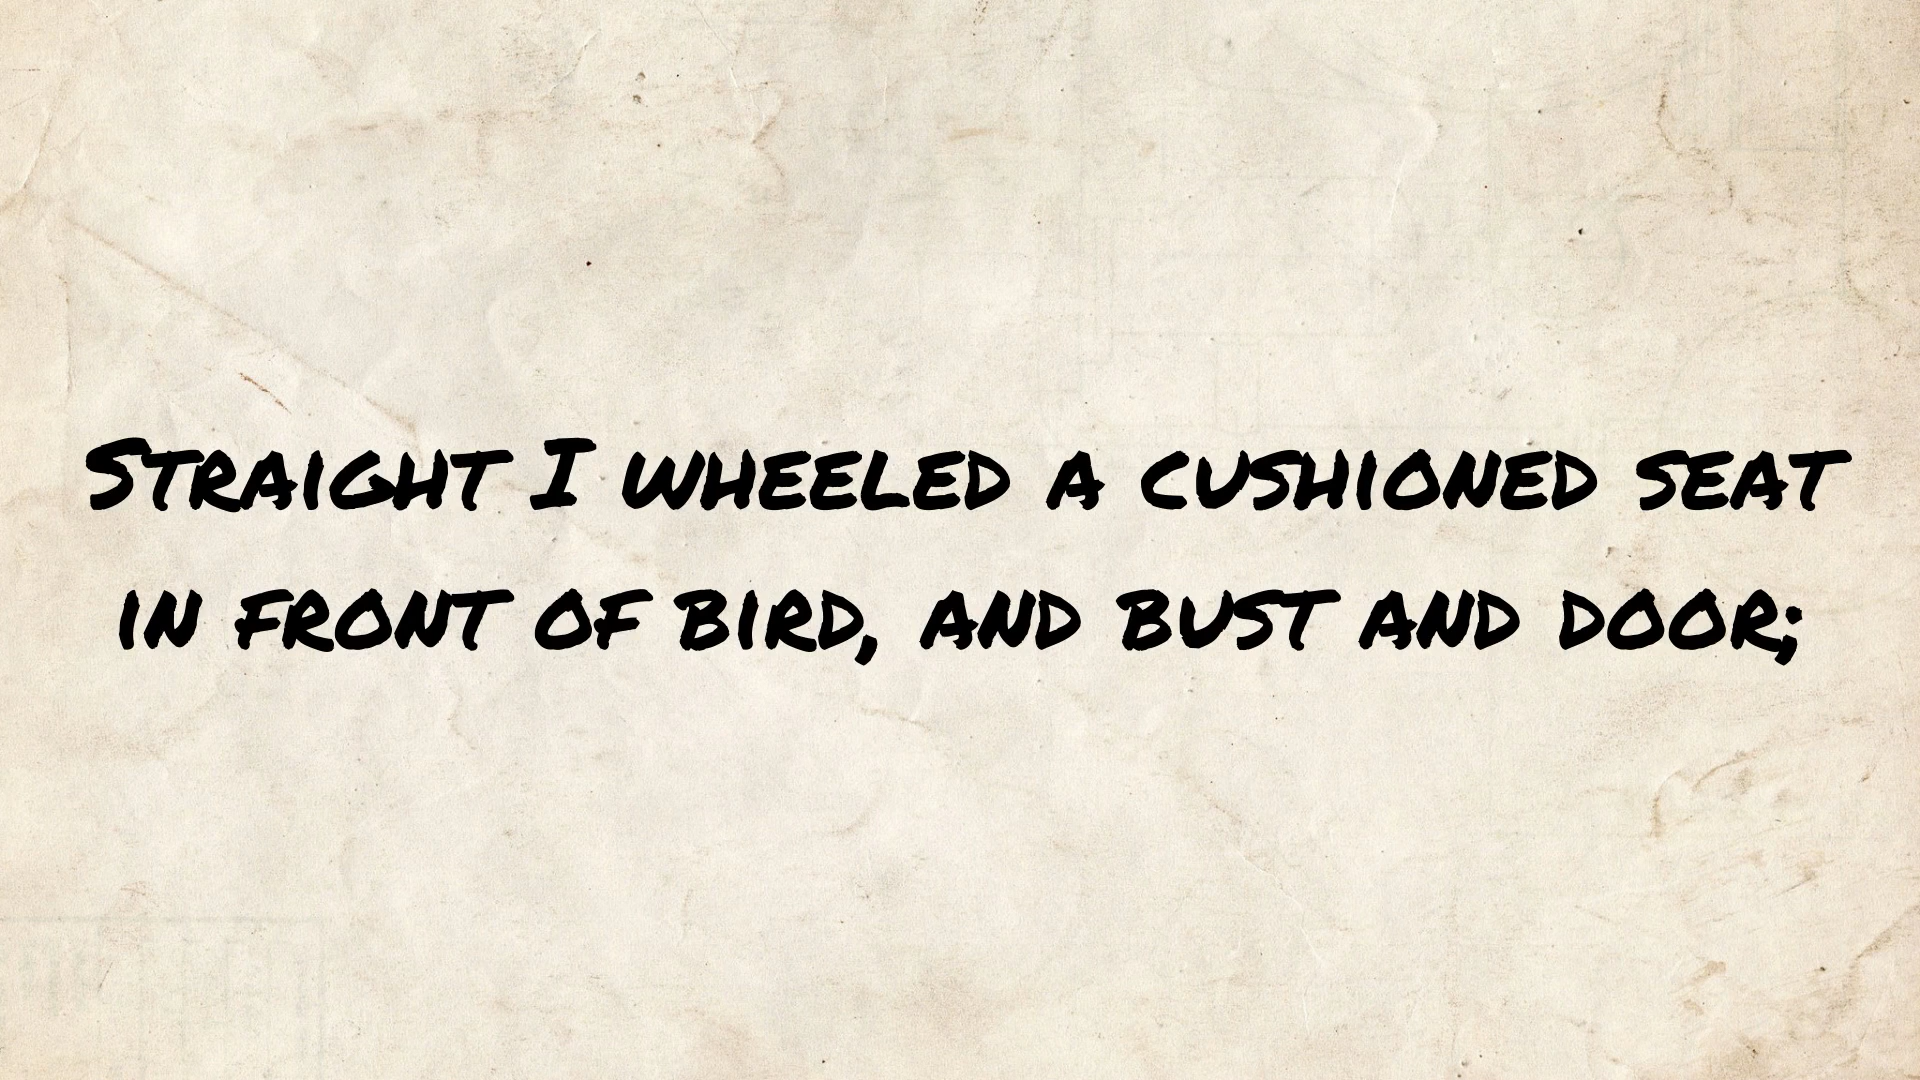 Straight I wheeled a cushioned seat
in front of bird, and bust and door;